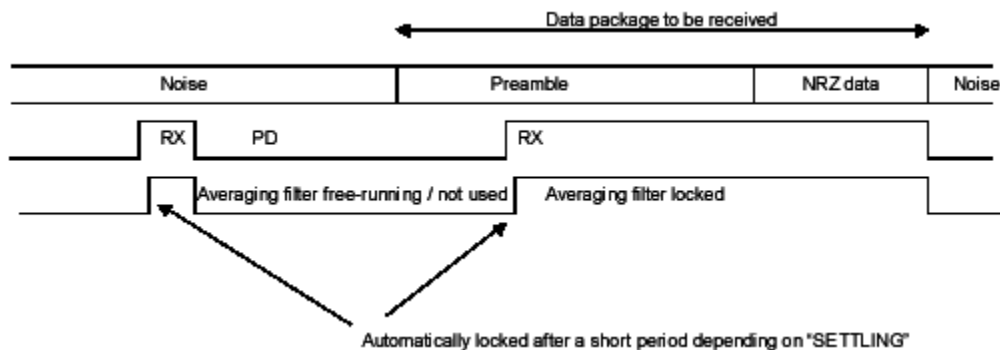 Data package to be received
Noise Preamble NRZ data Noise
RX PD RX
Averaging filter free-running / not used Averaging filter locked
Automatically locked after a short period depending on "SETTLING"